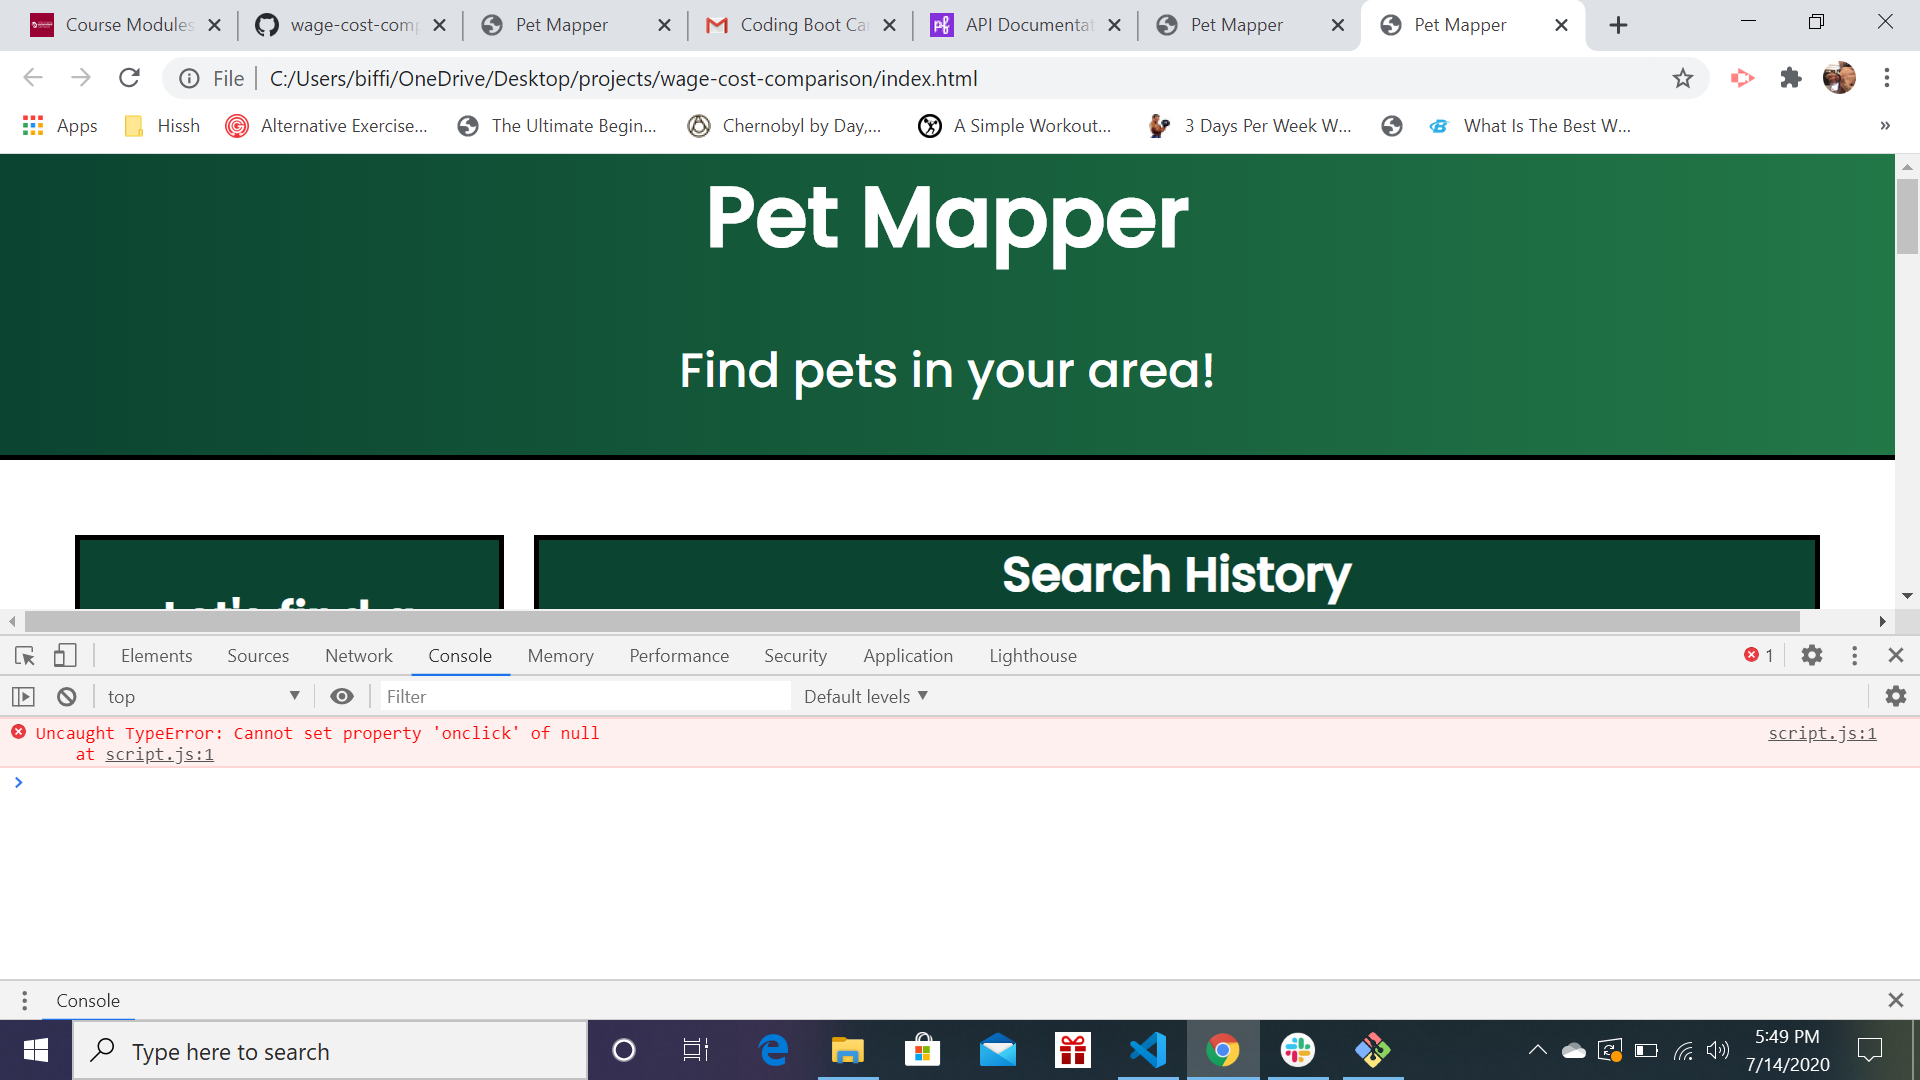 Course Modules
wage-cost-comp
Pet Mapper
Coding Boot Ca
API Documentat
Pet Mapper
Pet Mapper
File
C:/Users/biffi/OneDrive/Desktop/projects/wage-cost-comparison/index.html
Apps
Hissh
Alternative Exercise...
The Ultimate Begin...
Chernobyl by Day,...
A Simple Workout...
3 Days Per Week W...
What Is The Best W...
»
Pet Mapper
Find pets in your area!
Let's find a
Search History
Elements Sources Network Console Memory Performance Security Application Lighthouse 1
top Filter Default levels
Uncaught TypeError: Cannot set property 'onclick' of null script.js:1
at script.js:1
>
Console
Type here to search
5:49 PM
7/14/2020